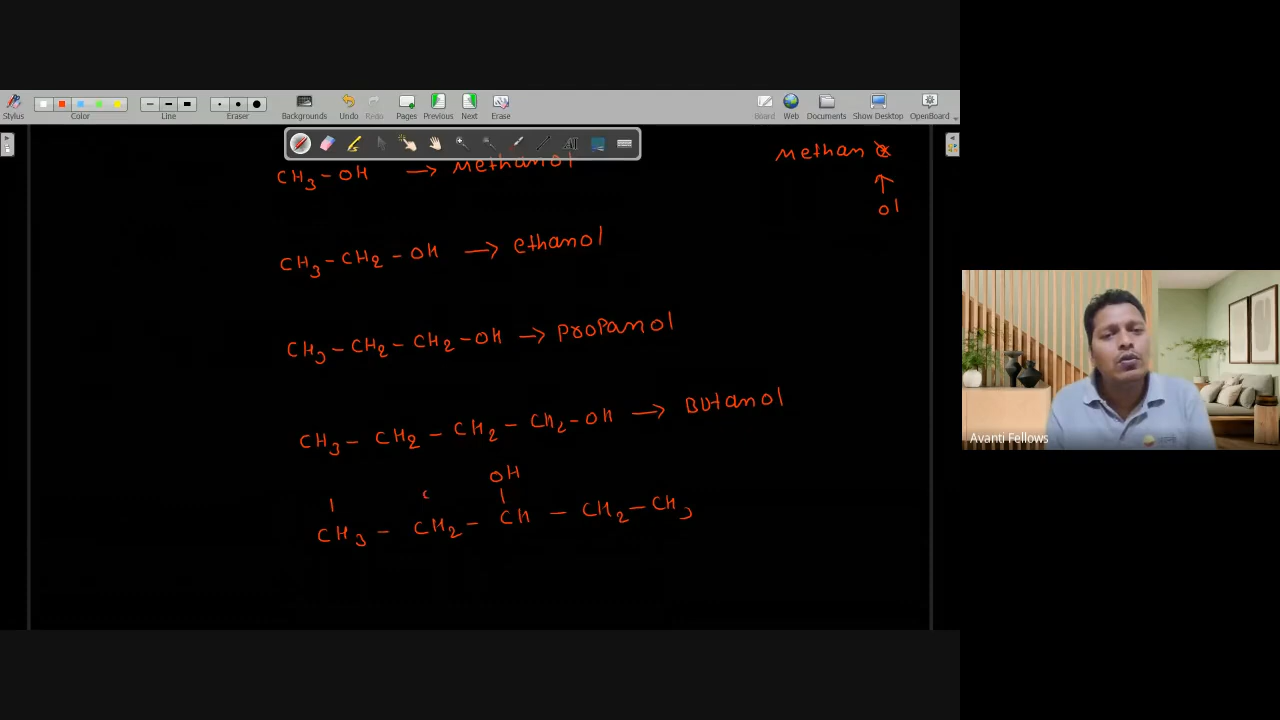 Stylus Color Line Eraser Backgrounds Undo Redo Pages Previous Next Erase Board Web Documents Show Desktop OpenBoard
CH3-OH → Methanol
Methan e
↑
ol
CH3-CH2-OH → ethanol
CH3-CH2-CH2-OH → Propanol
CH3-CH2-CH2-CH2-OH → Butanol
OH
1
CH3-CH2-CH-CH2-CH3
Avanti Fellows